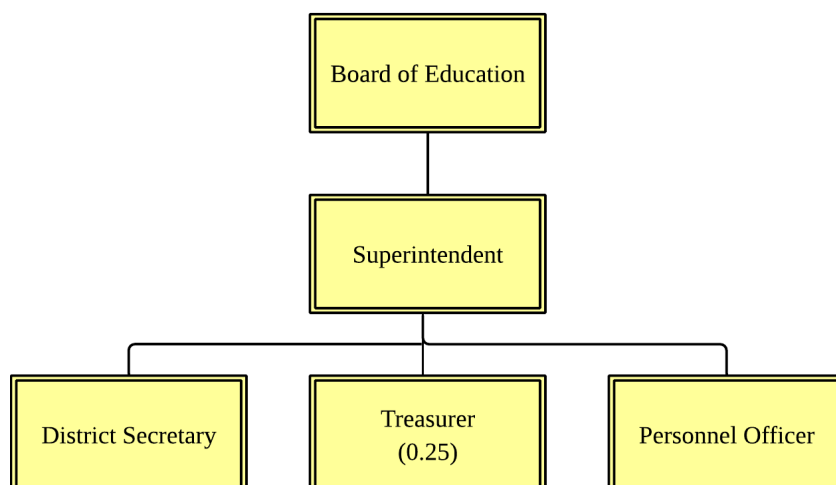 Board of Education
Superintendent
District Secretary
Treasurer
(0.25)
Personnel Officer